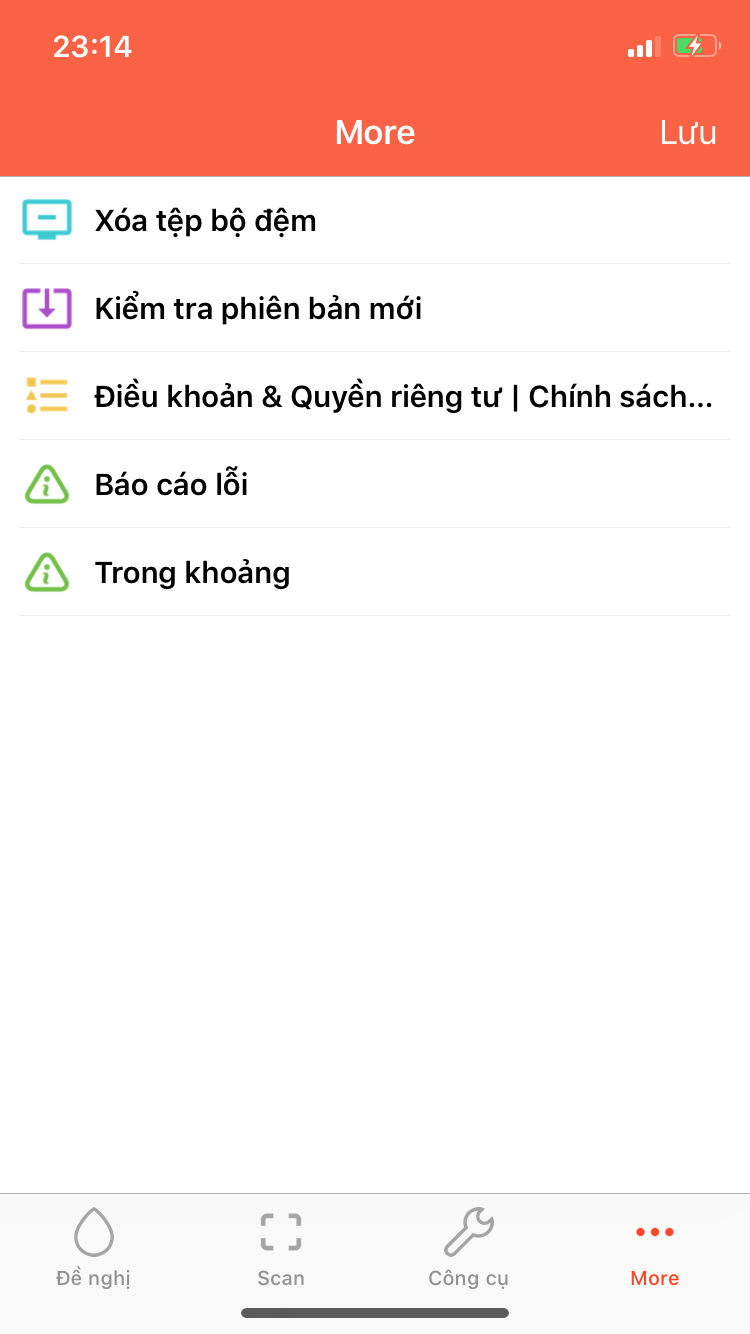 23:14
More
Lưu
Xóa tệp bộ đệm
Kiểm tra phiên bản mới
Điều khoản & Quyền riêng tư | Chính sách...
Báo cáo lỗi
Trong khoảng
Đề nghị
Scan
Công cụ
More